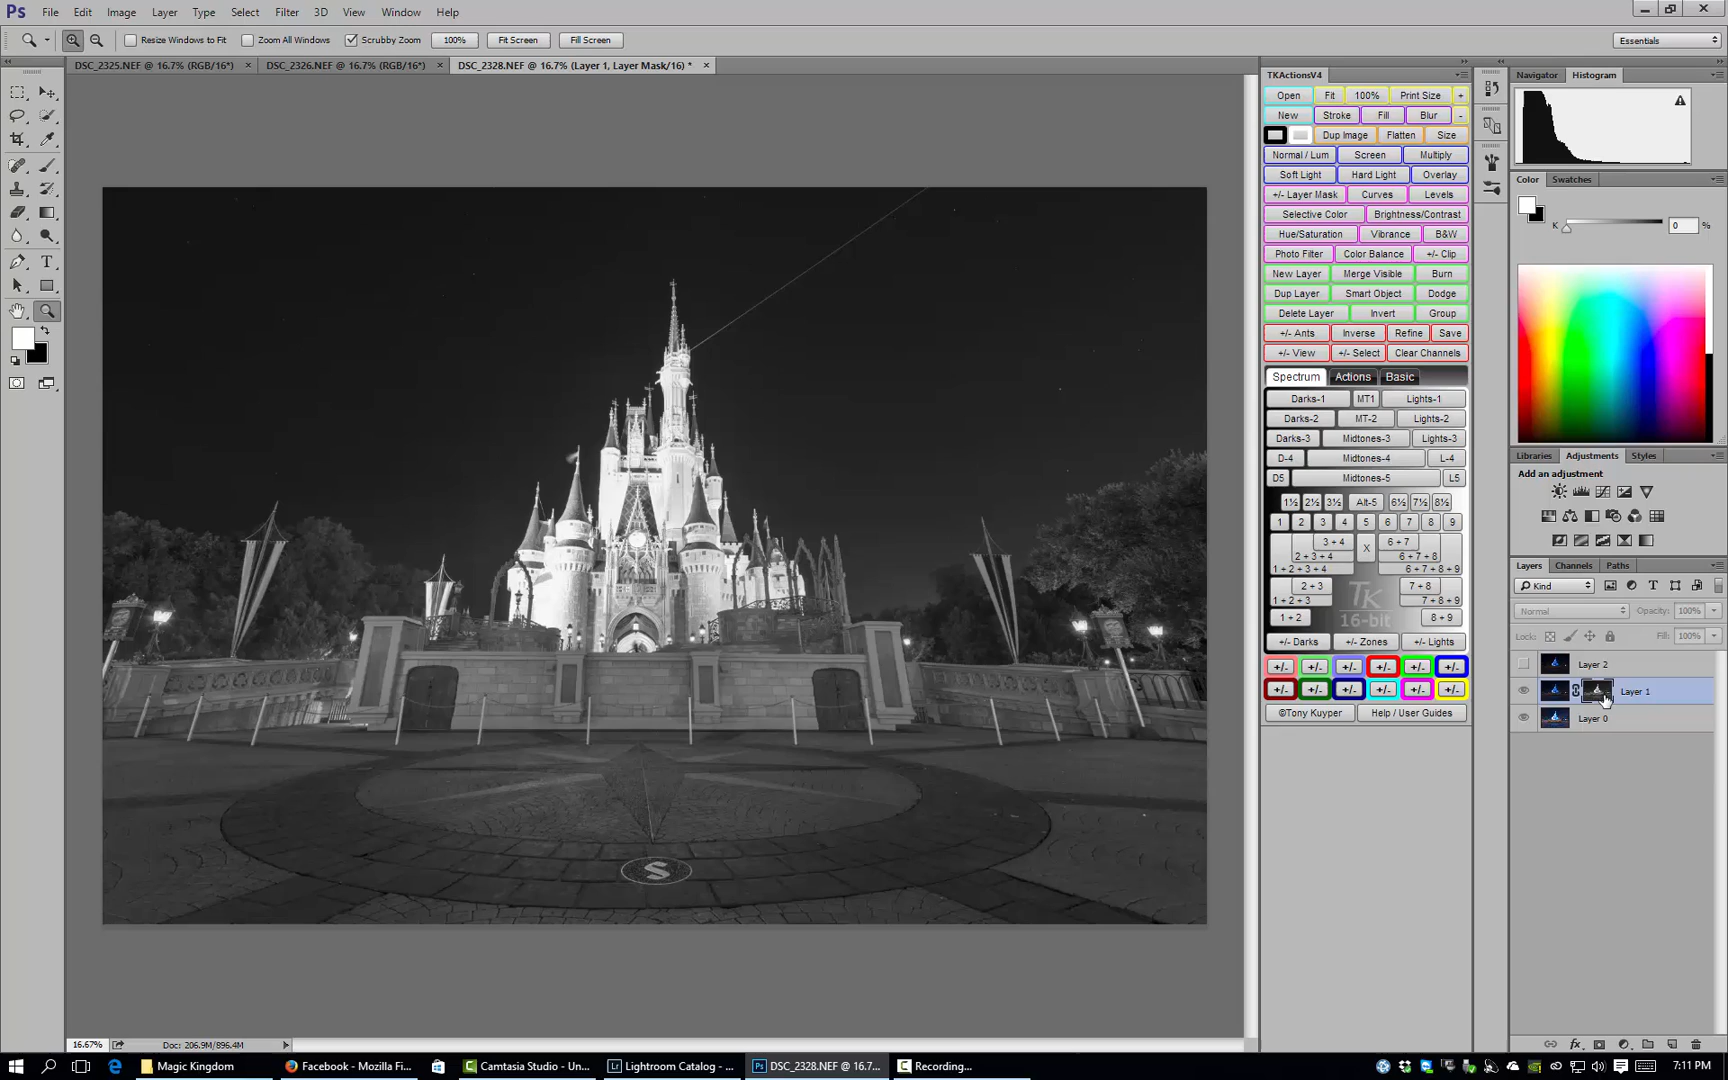 Ps File Edit Image Layer Type Select Filter 3D View Window Help
Resize Windows to Fit Zoom All Windows Scrubby Zoom 100% Fit Screen Fill Screen Essentials
DSC_2325.NEF @ 16.7% (RGB/16*) × DSC_2326.NEF @ 16.7% (RGB/16*) × DSC_2328.NEF @ 16.7% (Layer 1, Layer Mask/16) * ×
TKActionsV4
Open Fit 100% Print Size +
New Stroke Fill Blur -
Dup Image Flatten Size
Normal / Lum Screen Multiply
Soft Light Hard Light Overlay
+/- Layer Mask Curves Levels
Selective Color Brightness/Contrast
Hue/Saturation Vibrance B&W
Photo Filter Color Balance +/- Clip
New Layer Merge Visible Burn
Dup Layer Smart Object Dodge
Delete Layer Invert Group
+/- Ants Inverse Refine Save
+/- View +/- Select Clear Channels
Spectrum Actions Basic
Darks-1 MT1 Lights-1
Darks-2 MT-2 Lights-2
Darks-3 Midtones-3 Lights-3
D-4 Midtones-4 L-4
D5 Midtones-5 L5
1½ 2½ 3½ Alt-5 6½ 7½ 8½
1 2 3 4 5 6 7 8 9
3 + 4 X 6 + 7
2 + 3 + 4 6 + 7 + 8
1 + 2 + 3 + 4 6 + 7 + 8 + 9
2 + 3 TK 7 + 8
1 + 2 + 3 16-bit 7 + 8 + 9
1 + 2 8 + 9
+/- Darks +/- Zones +/- Lights
+/- +/- +/- +/- +/- +/-
+/- +/- +/- +/- +/- +/-
©Tony Kuyper Help / User Guides
Navigator Histogram
Color Swatches
K 0 %
Libraries Adjustments Styles
Add an adjustment
Layers Channels Paths
Kind
Normal Opacity: 100%
Lock: Fill: 100%
Layer 2
Layer 1
Layer 0
S
16.67% Doc: 206.9M/896.4M
Magic Kingdom Facebook - Mozilla Fi... Camtasia Studio - Un... Lightroom Catalog - ... DSC_2328.NEF @ 16.7... Recording... 7:11 PM